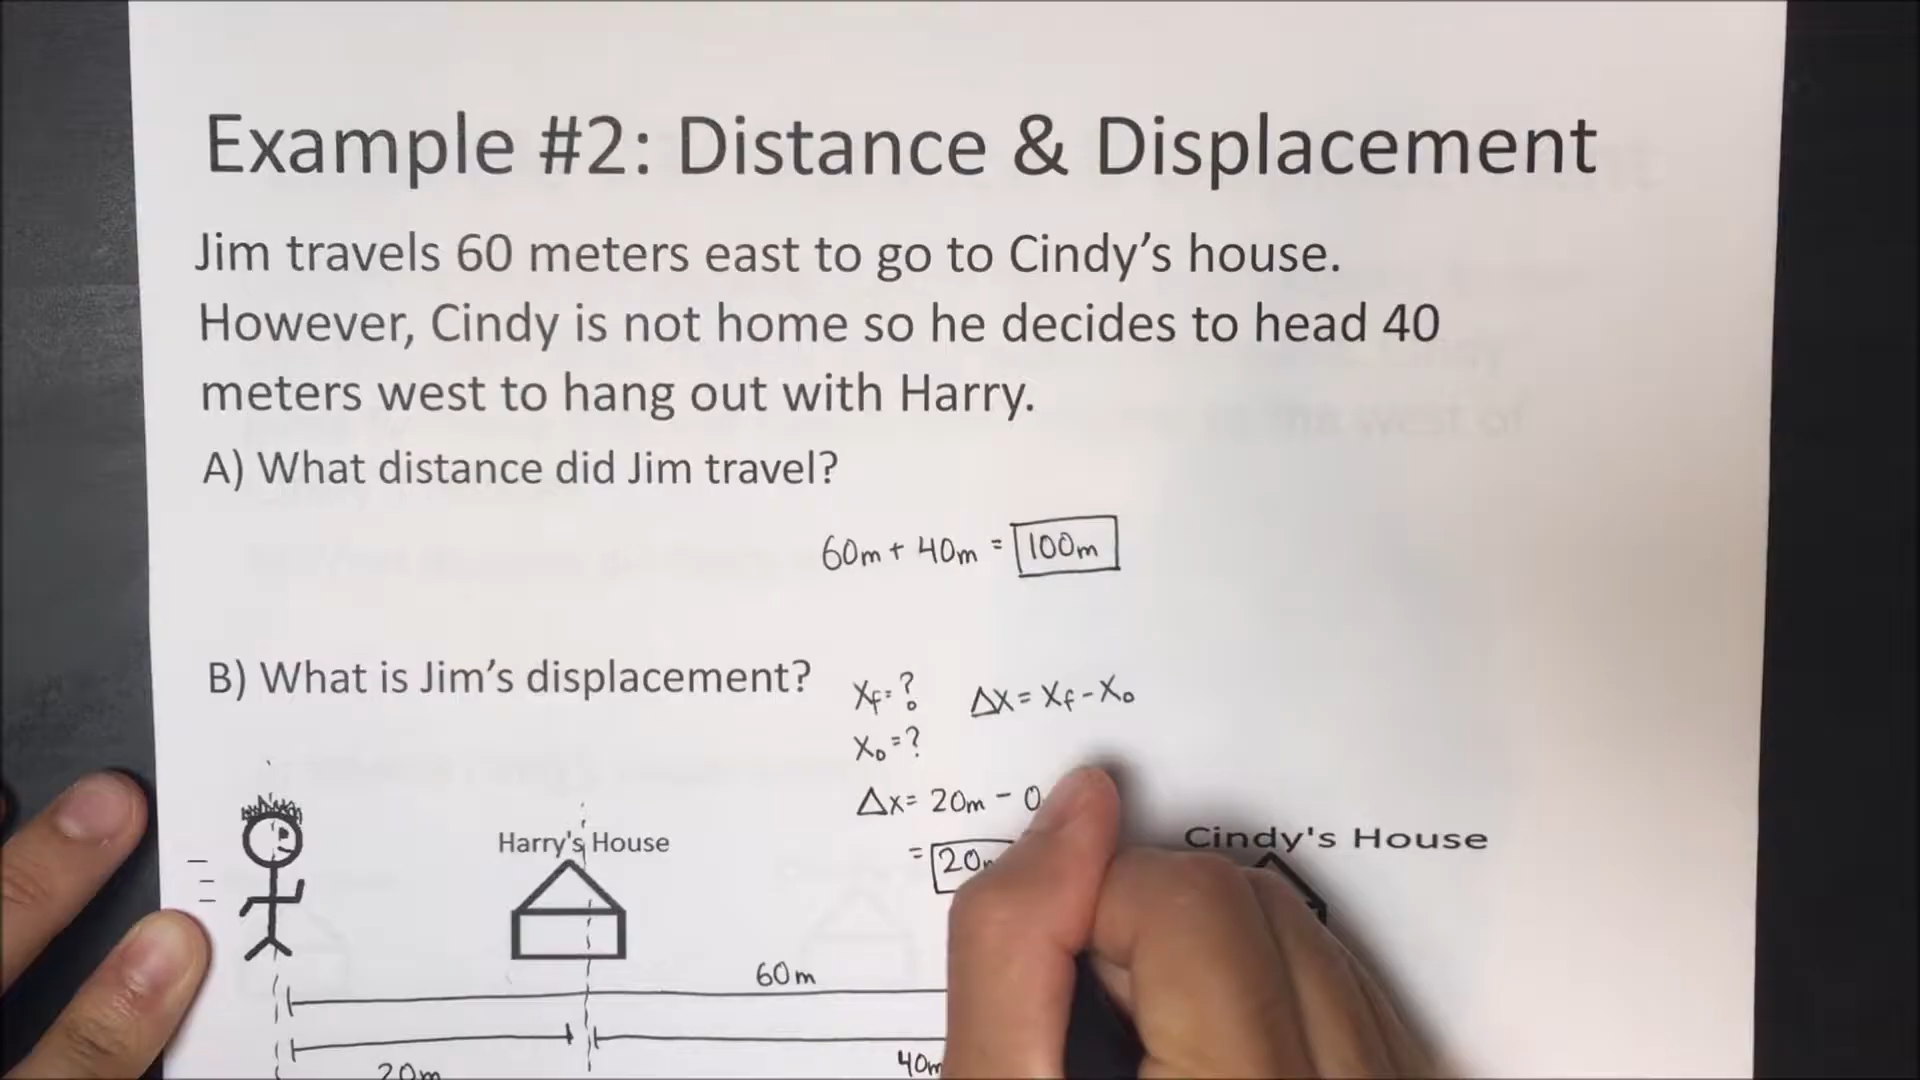 Example #2: Distance & Displacement
Jim travels 60 meters east to go to Cindy's house.
However, Cindy is not home so he decides to head 40
meters west to hang out with Harry.
A) What distance did Jim travel?
60m + 40m = 100m
B) What is Jim's displacement?
Xf = ? Δx = Xf - X₀
X₀ = ?
Δx = 20m - 0
Harry's House
Cindy's House
= 20m
60m
20m
40m